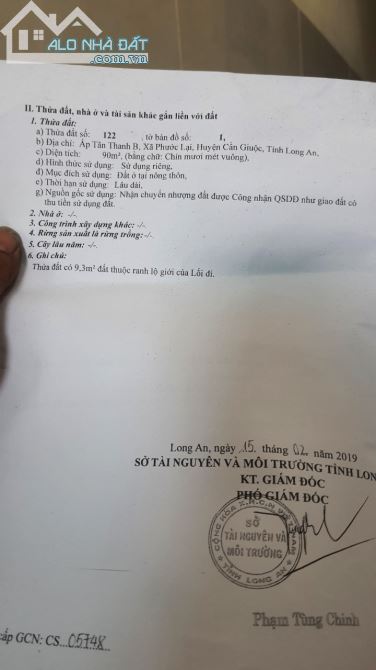 ALO NHÀ ĐẤT
.com.vn
II. Thửa đất, nhà ở và tài sản khác gắn liền với đất
1. Thửa đất:
a) Thửa đất số: 122 , tờ bản đồ số: 1,
b) Địa chỉ: Ấp Tân Thanh B, Xã Phước Lại, Huyện Cần Giuộc, Tỉnh Long An.
c) Diện tích: 90m², (bằng chữ: Chín mươi mét vuông),
d) Hình thức sử dụng: Sử dụng riêng,
đ) Mục đích sử dụng: Đất ở tại nông thôn,
e) Thời hạn sử dụng: Lâu dài,
g) Nguồn gốc sử dụng: Nhận chuyển nhượng đất được Công nhận QSDĐ như giao đất có
thu tiền sử dụng đất.
2. Nhà ở: -/-
3. Công trình xây dựng khác: -/-
4. Rừng sản xuất là rừng trồng:-/-
5. Cây lâu năm: -/-.
6. Ghi chú:
Thửa đất có 9,3m² đất thuộc ranh lộ giới của Lối đi.
Long An, ngày 15 tháng 02 năm 2019
SỞ TÀI NGUYÊN VÀ MÔI TRƯỜNG TỈNH LONG
KT. GIÁM ĐỐC
PHÓ GIÁM ĐỐC
CỘNG HÒA X.H.C.N VIỆT NAM
SỞ
TÀI NGUYÊN VÀ
MÔI TRƯỜNG
TỈNH LONG AN
Phạm Tùng Chinh
cấp GCN: CS 05748